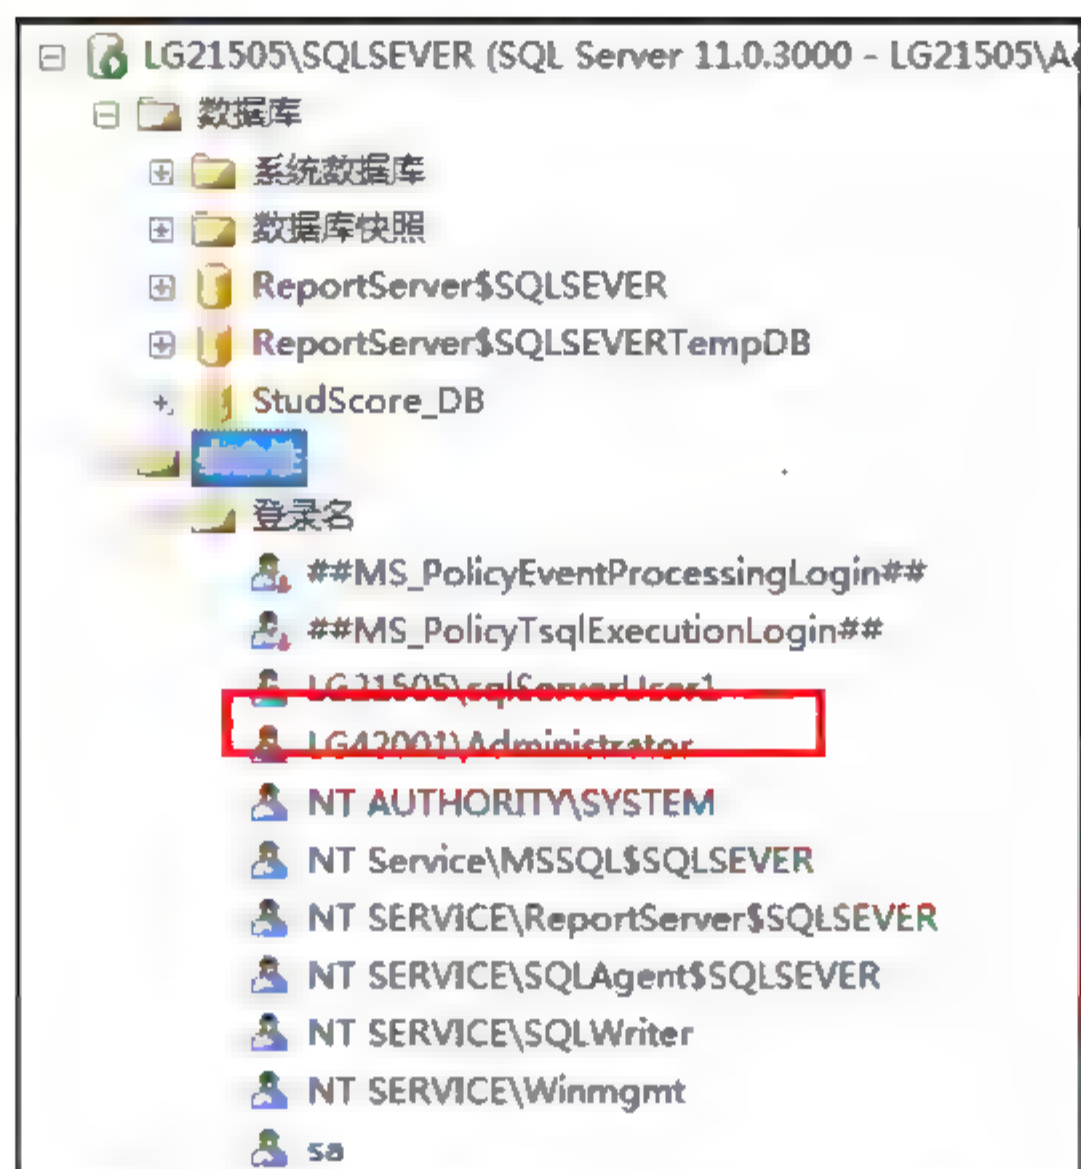 LG21505\SQLSEVER (SQL Server 11.0.3000 - LG21505\A
数据库
系统数据库
数据库快照
ReportServer$SQLSEVER
ReportServer$SQLSEVERTempDB
StudScore_DB
登录名
##MS_PolicyEventProcessingLogin##
##MS_PolicyTsqlExecutionLogin##
LG21505\sqlServerUser1
LG42001\Administrator
NT AUTHORITY\SYSTEM
NT Service\MSSQL$SQLSEVER
NT SERVICE\ReportServer$SQLSEVER
NT SERVICE\SQLAgent$SQLSEVER
NT SERVICE\SQLWriter
NT SERVICE\Winmgmt
sa